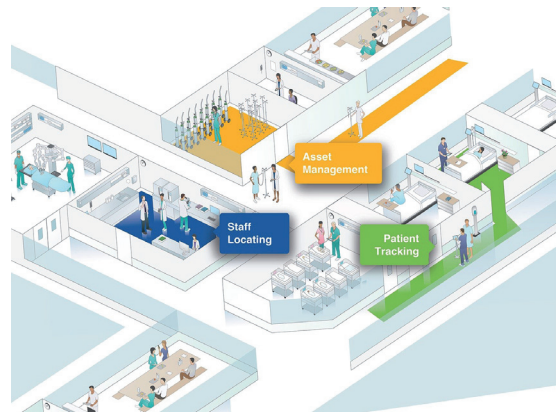 Asset
Management
Staff
Locating
Patient
Tracking